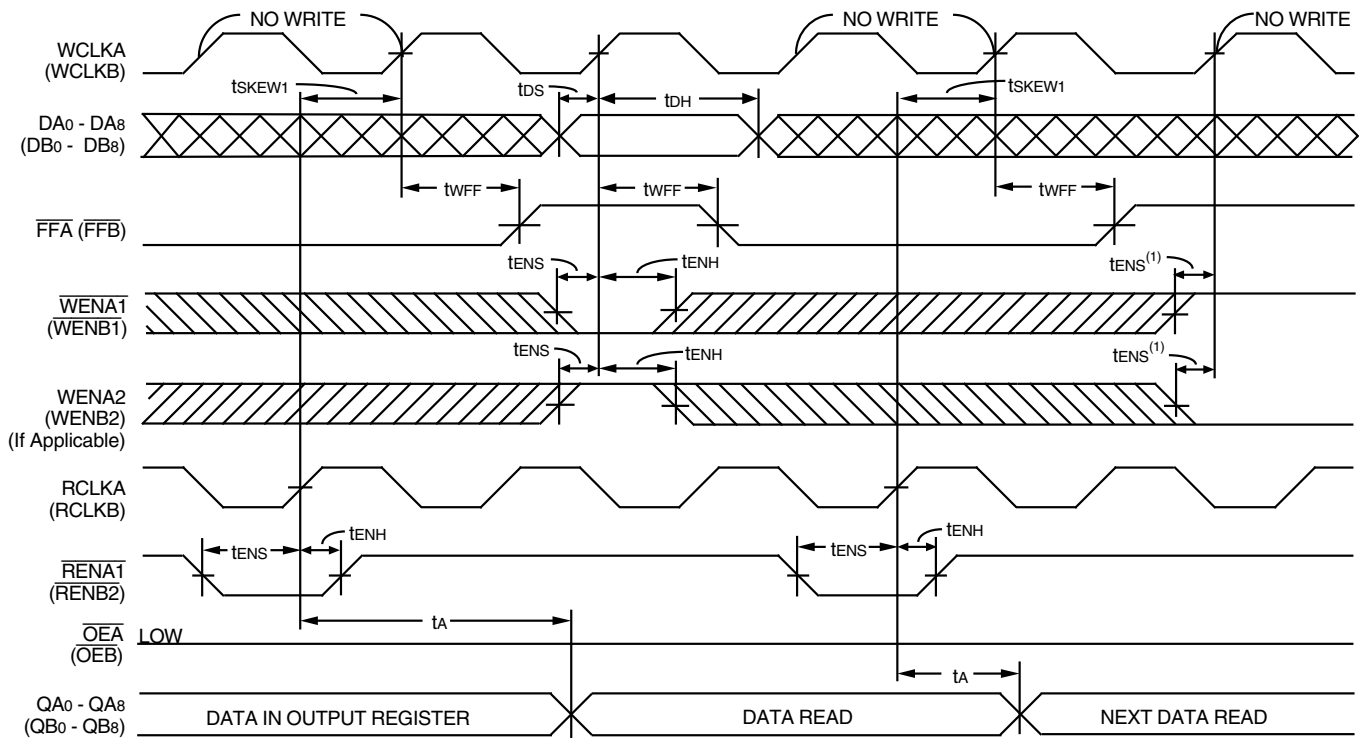 NO WRITE NO WRITE NO WRITE
WCLKA
(WCLKB)
tSKEW1 tDS tDH tSKEW1
DA0 - DA8
(DB0 - DB8)
tWFF tWFF tWFF
FFA (FFB)
tENS tENH tENS(1)
WENA1
(WENB1)
tENS tENH tENS(1)
WENA2
(WENB2)
(If Applicable)
RCLKA
(RCLKB)
tENS tENH tENS tENH
RENA1
(RENB2)
tA
OEA LOW
(OEB)
tA
QA0 - QA8
(QB0 - QB8)
DATA IN OUTPUT REGISTER DATA READ NEXT DATA READ